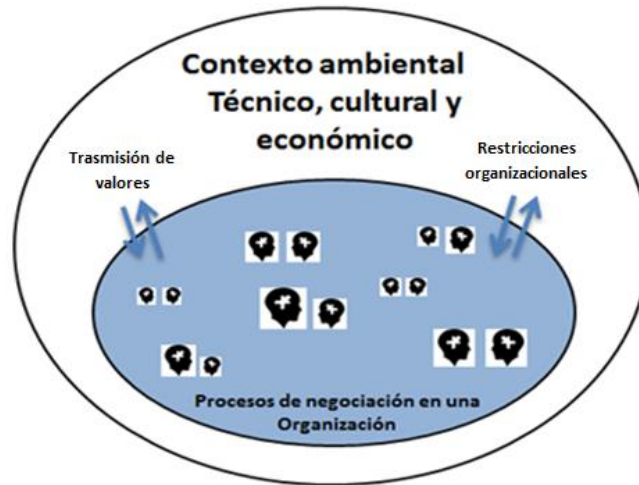 Contexto ambiental
Técnico, cultural y
económico
Trasmisión de
valores
Restricciones
organizacionales
Procesos de negociación en una
Organización